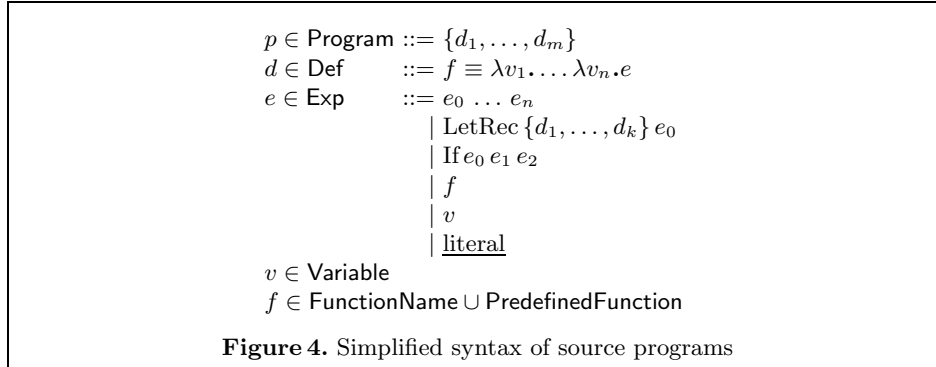 p ∈ Program ::= {d₁, . . . , dₘ}
d ∈ Def ::= f ≡ λv₁. . . . λvₙ.e
e ∈ Exp ::= e₀ . . . eₙ
| LetRec {d₁, . . . , dₖ} e₀
| If e₀ e₁ e₂
| f
| v
| literal
v ∈ Variable
f ∈ FunctionName ∪ PredefinedFunction
Figure 4. Simplified syntax of source programs